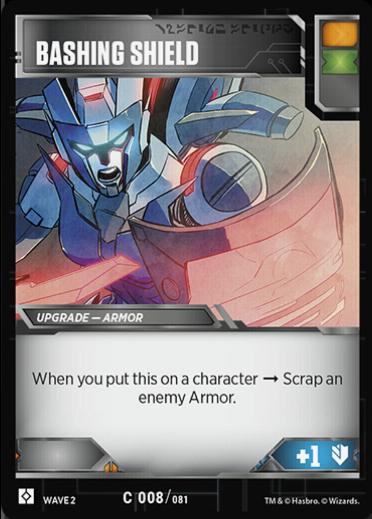 BASHING SHIELD
UPGRADE – ARMOR
When you put this on a character → Scrap an
enemy Armor.
+1
WAVE 2
C 008/081
TM & © Hasbro. © Wizards.